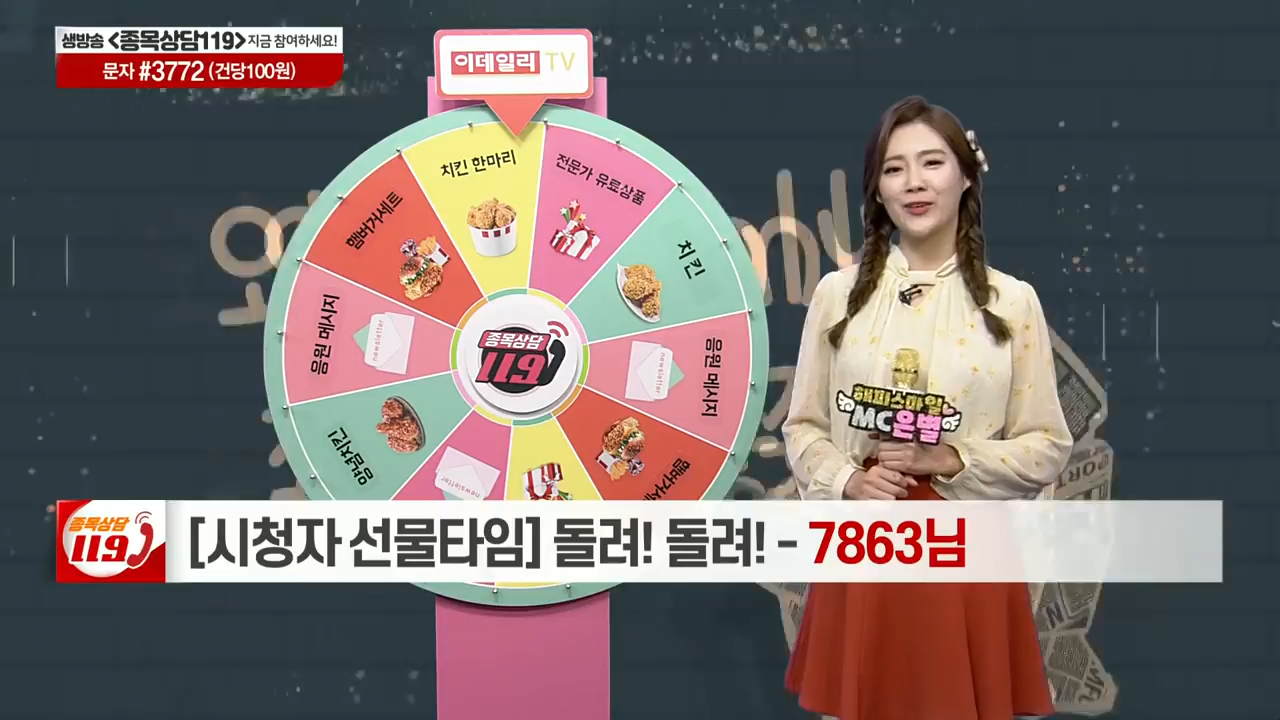 생방송 <종목상담119> 지금 참여하세요!
문자 #3772 (건당100원)
이데일리 TV
치킨 한마리
전문가 유료상품
햄버거세트
치킨
응원 메시지
newsletter
응원 메시지
newsletter
종목상담
119
양념치킨
newsletter
해피스마일
MC은별
종목상담
119
[시청자 선물타임] 돌려! 돌려! - 7863님